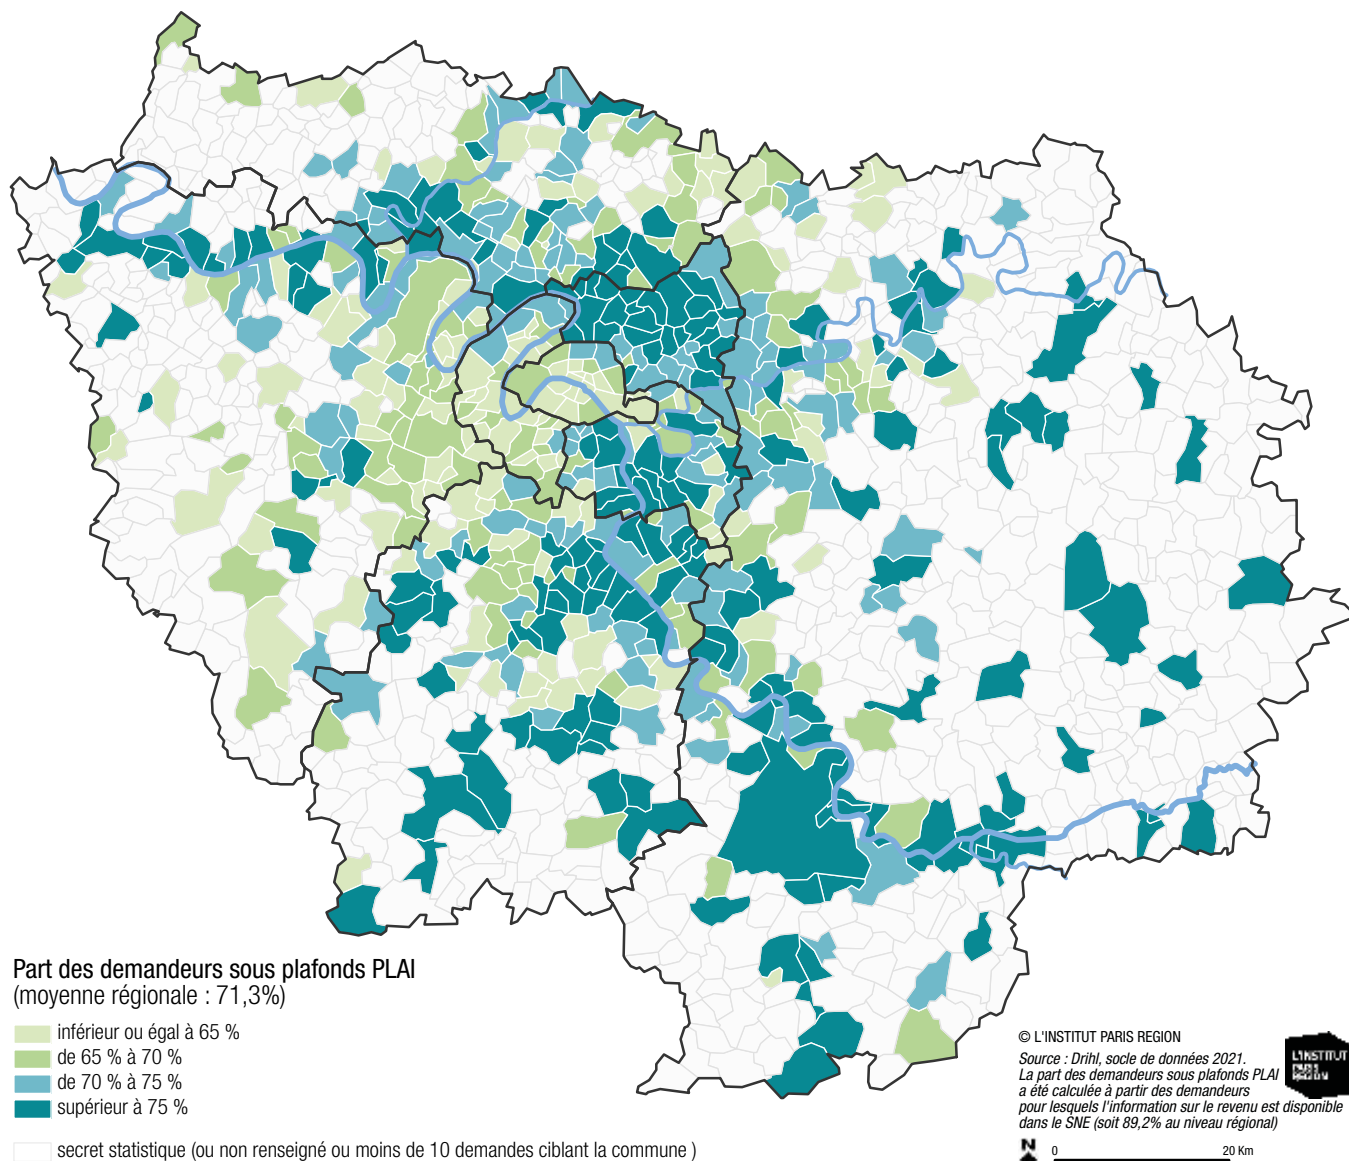 Part des demandeurs sous plafonds PLAI
(moyenne régionale : 71,3%)
inférieur ou égal à 65 %
de 65 % à 70 %
de 70 % à 75 %
supérieur à 75 %
secret statistique (ou non renseigné ou moins de 10 demandes ciblant la commune )
© L'INSTITUT PARIS REGION
Source : Drihl, socle de données 2021.
La part des demandeurs sous plafonds PLAI
a été calculée à partir des demandeurs
pour lesquels l'information sur le revenu est disponible
dans le SNE (soit 89,2% au niveau régional)
L'INSTITUT
PARIS
REGION
N
0 20 Km